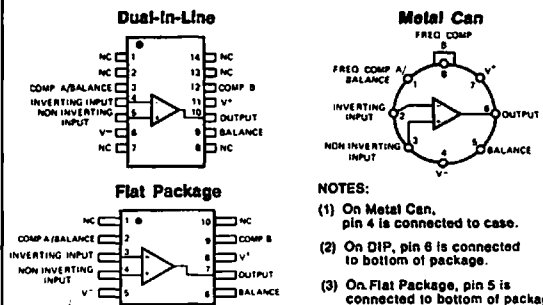 Dual-In-Line
NC 1
NC 2
COMP A/BALANCE 3
INVERTING INPUT 4
NON INVERTING INPUT 5
V− 6
NC 7
14 NC
13 NC
12 COMP B
11 V+
10 OUTPUT
9 BALANCE
8 NC
Flat Package
NC 1
COMP A/BALANCE 2
INVERTING INPUT 3
NON INVERTING INPUT 4
V− 5
10 NC
9 COMP B
8 V+
7 OUTPUT
6 BALANCE
Metal Can
FREQ COMP
B
8
FREQ COMP A/
BALANCE 1
7 V+
INVERTING
INPUT 2
6 OUTPUT
NON INVERTING
INPUT 3
5 BALANCE
4
V−
NOTES:
(1) On Metal Can,
pin 4 is connected to case.
(2) On DIP, pin 6 is connected
to bottom of package.
(3) On Flat Package, pin 5 is
connected to bottom of packa